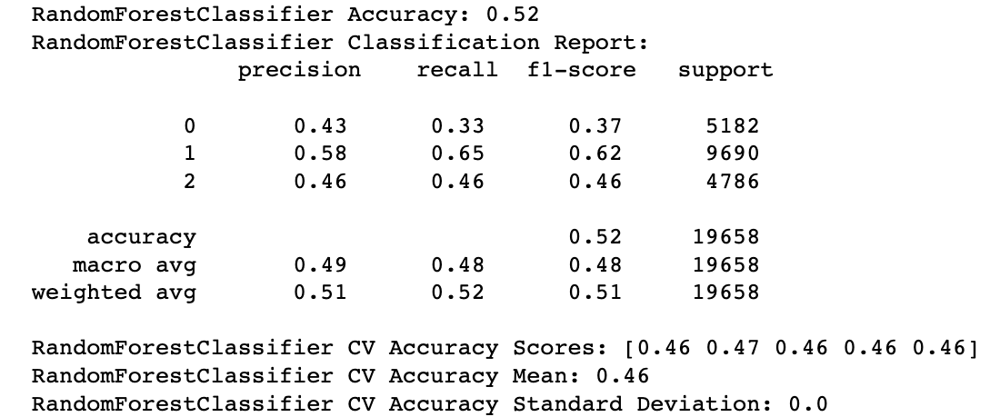 RandomForestClassifier Accuracy: 0.52
RandomForestClassifier Classification Report:
precision recall f1-score support
0 0.43 0.33 0.37 5182
1 0.58 0.65 0.62 9690
2 0.46 0.46 0.46 4786
accuracy 0.52 19658
macro avg 0.49 0.48 0.48 19658
weighted avg 0.51 0.52 0.51 19658
RandomForestClassifier CV Accuracy Scores: [0.46 0.47 0.46 0.46 0.46]
RandomForestClassifier CV Accuracy Mean: 0.46
RandomForestClassifier CV Accuracy Standard Deviation: 0.0